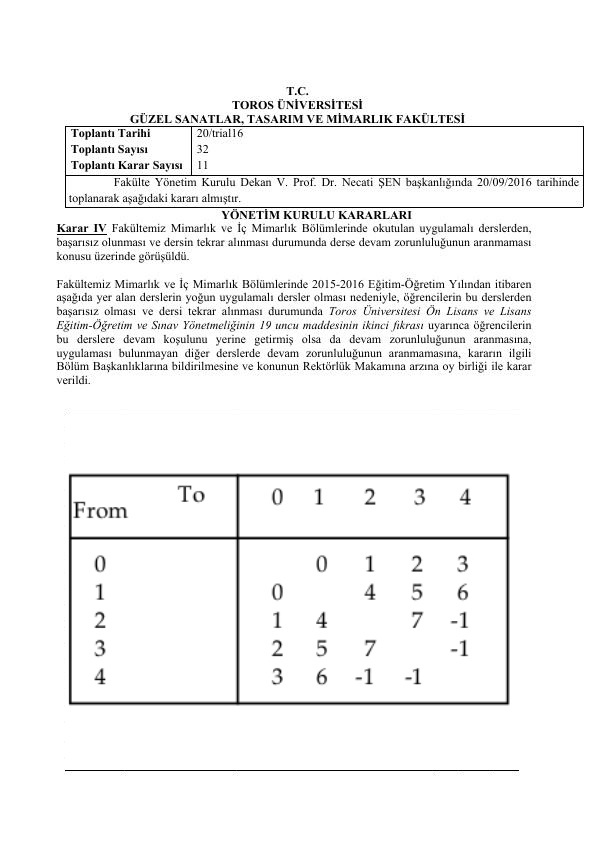 T.C.
TOROS ÜNİVERSİTESİ
GÜZEL SANATLAR, TASARIM VE MİMARLIK FAKÜLTESİ
Toplantı Tarihi 20/trial16
Toplantı Sayısı 32
Toplantı Karar Sayısı 11
Fakülte Yönetim Kurulu Dekan V. Prof. Dr. Necati ŞEN başkanlığında 20/09/2016 tarihinde
toplanarak aşağıdaki kararı almıştır.
YÖNETİM KURULU KARARLARI
Karar IV Fakültemiz Mimarlık ve İç Mimarlık Bölümlerinde okutulan uygulamalı derslerden,
başarısız olunması ve dersin tekrar alınması durumunda derse devam zorunluluğunun aranmaması
konusu üzerinde görüşüldü.
Fakültemiz Mimarlık ve İç Mimarlık Bölümlerinde 2015-2016 Eğitim-Öğretim Yılından itibaren
aşağıda yer alan derslerin yoğun uygulamalı dersler olması nedeniyle, öğrencilerin bu derslerden
başarısız olması ve dersi tekrar alınması durumunda Toros Üniversitesi Ön Lisans ve Lisans
Eğitim-Öğretim ve Sınav Yönetmeliğinin 19 uncu maddesinin ikinci fıkrası uyarınca öğrencilerin
bu derslere devam koşulunu yerine getirmiş olsa da devam zorunluluğunun aranmasına,
uygulaması bulunmayan diğer derslerde devam zorunluluğunun aranmamasına, kararın ilgili
Bölüm Başkanlıklarına bildirilmesine ve konunun Rektörlük Makamına arzına oy birliği ile karar
verildi.
From To 0 1 2 3 4
0 0 1 2 3
1 0 4 5 6
2 1 4 7 -1
3 2 5 7 -1
4 3 6 -1 -1